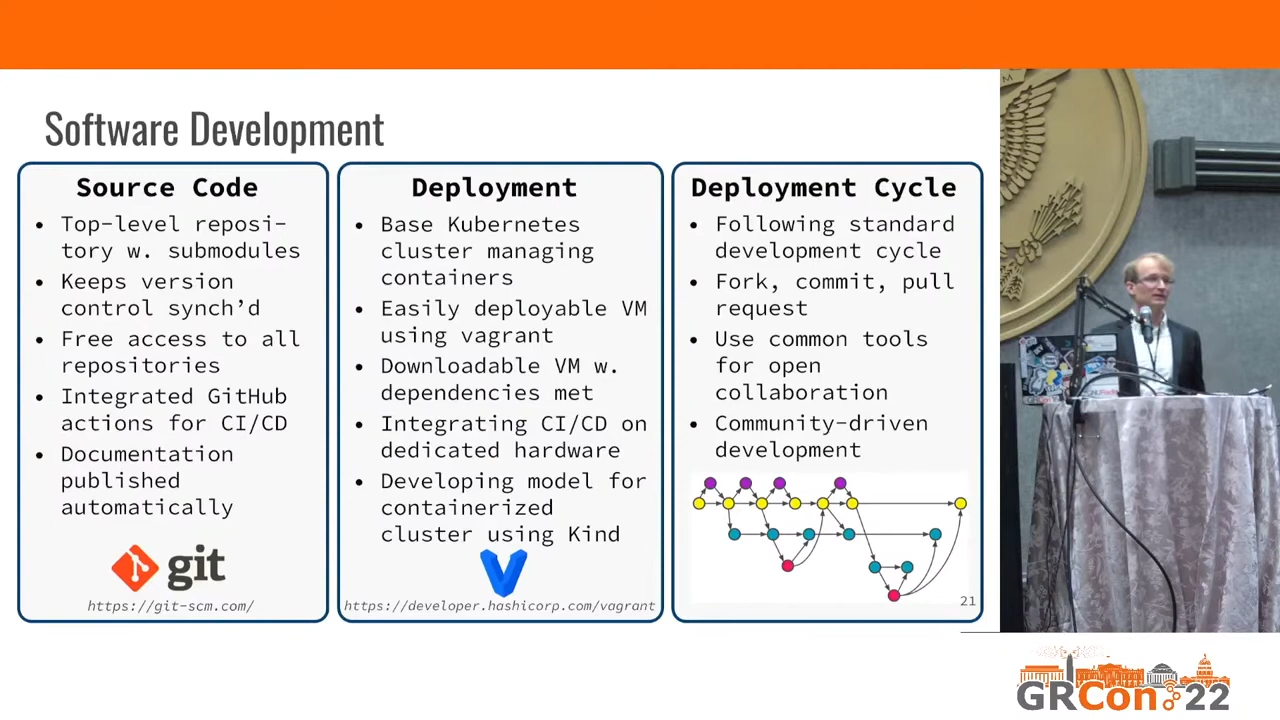 Software Development
Source Code
• Top-level reposi-
tory w. submodules
• Keeps version
control synch’d
• Free access to all
repositories
• Integrated GitHub
actions for CI/CD
• Documentation
published
automatically
git
https://git-scm.com/
Deployment
• Base Kubernetes
cluster managing
containers
• Easily deployable VM
using vagrant
• Downloadable VM w.
dependencies met
• Integrating CI/CD on
dedicated hardware
• Developing model for
containerized
cluster using Kind
https://developer.hashicorp.com/vagrant
Deployment Cycle
• Following standard
development cycle
• Fork, commit, pull
request
• Use common tools
for open
collaboration
• Community-driven
development
21
GRCon 22